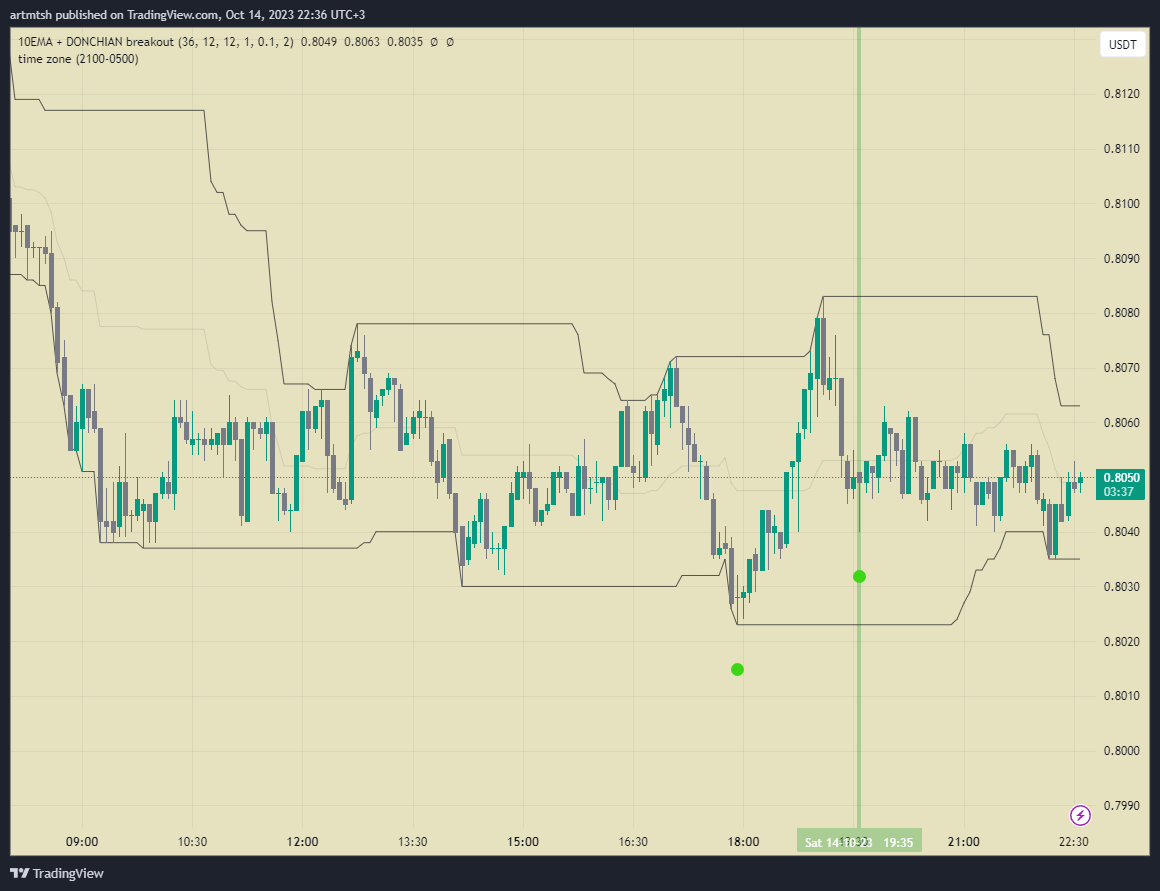 artmtsh published on TradingView.com, Oct 14, 2023 22:36 UTC+3
10EMA + DONCHIAN breakout (36, 12, 12, 1, 0.1, 2) 0.8049 0.8063 0.8035 Ø Ø
time zone (2100-0500)
USDT
0.8120
0.8110
0.8100
0.8090
0.8080
0.8070
0.8060
0.8050
03:37
0.8040
0.8030
0.8020
0.8010
0.8000
0.7990
09:00 10:30 12:00 13:30 15:00 16:30 18:00 21:00 22:30
Sat 14 19:35
TradingView